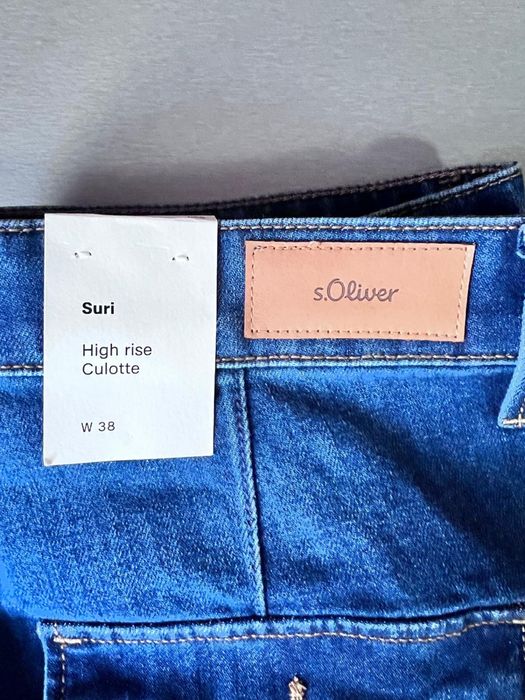 Suri
High rise
Culotte
W 38
s.Oliver